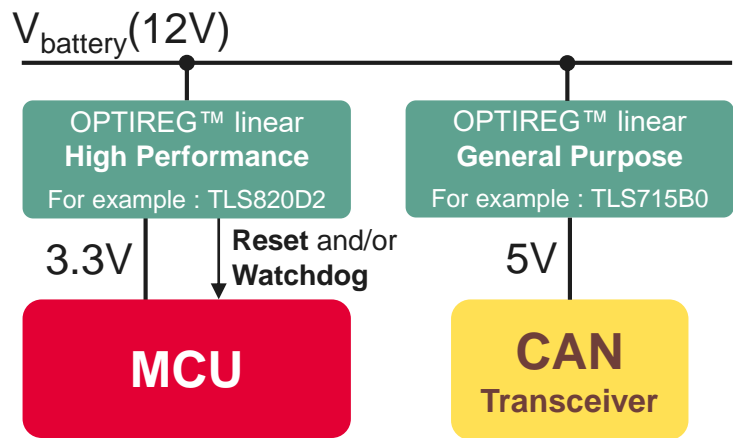 Vbattery(12V)
OPTIREG™ linear
High Performance
For example : TLS820D2
OPTIREG™ linear
General Purpose
For example : TLS715B0
3.3V
Reset and/or
Watchdog
5V
MCU
CAN
Transceiver